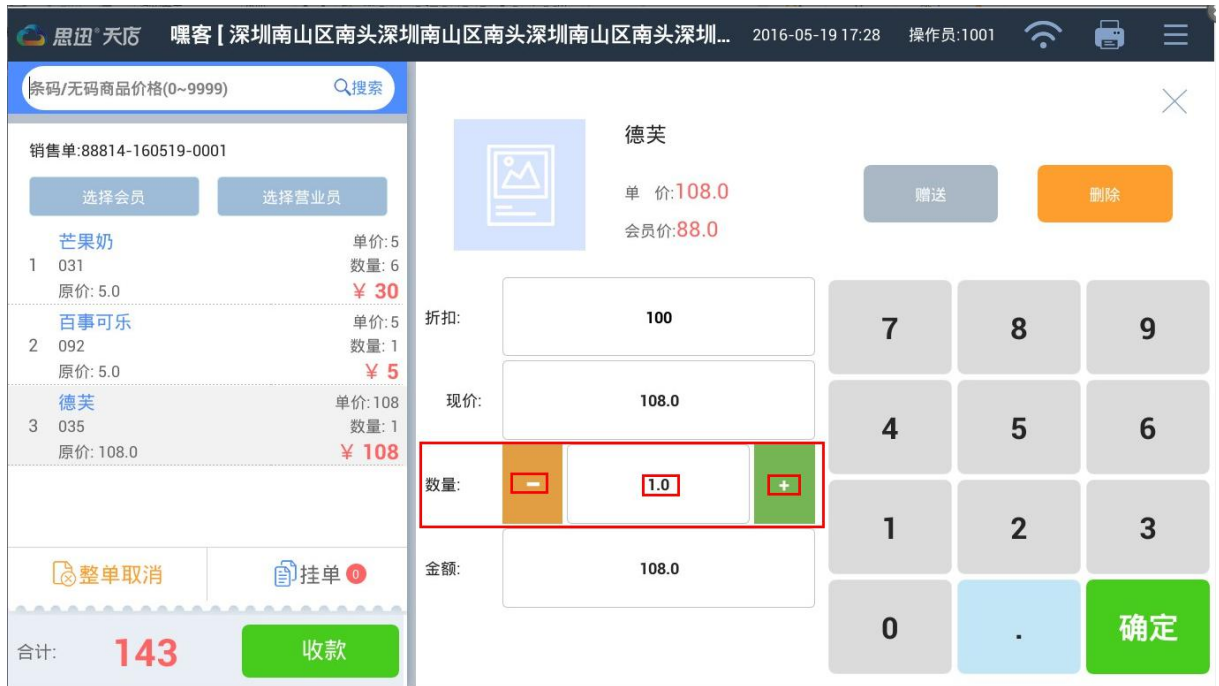 思迅天店 嘿客 [ 深圳南山区南头深圳南山区南头深圳南山区南头深圳... 2016-05-19 17:28 操作员:1001
条码/无码商品价格(0~9999) 搜索
销售单:88814-160519-0001
选择会员 选择营业员
芒果奶 单价:5
1 031 数量: 6
原价: 5.0 ¥ 30
百事可乐 单价:5
2 092 数量: 1
原价: 5.0 ¥ 5
德芙 单价:108
3 035 数量: 1
原价: 108.0 ¥ 108
整单取消 挂单 0
合计: 143 收款
德芙
单 价:108.0
会员价:88.0
赠送 删除
折扣: 100
现价: 108.0
数量: - 1.0 +
金额: 108.0
7 8 9
4 5 6
1 2 3
0 . 确定